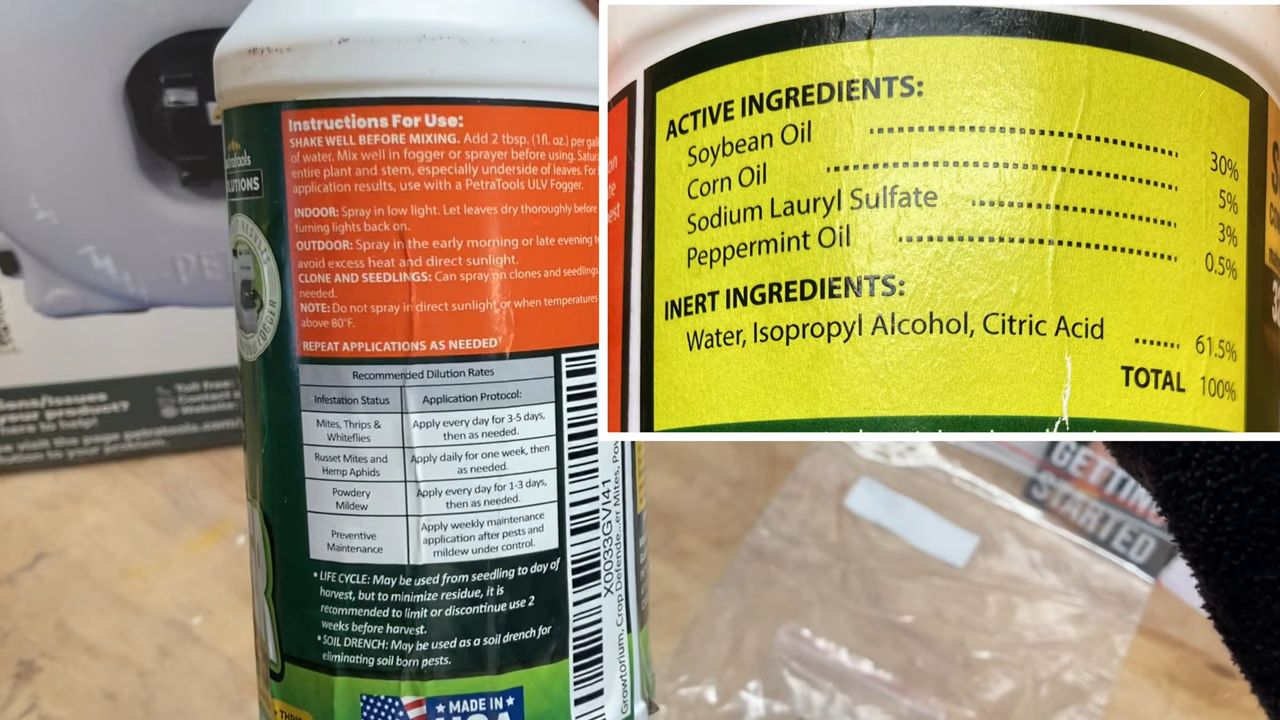 Instructions For Use:
SHAKE WELL BEFORE MIXING. Add 2 tbsp. (1fl. oz.) per gal
of water. Mix well in fogger or sprayer before using. Satur
entire plant and stem, especially underside of leaves. For
application results, use with a PetraTools ULV Fogger.
INDOOR: Spray in low light. Let leaves dry thoroughly before
turning lights back on.
OUTDOOR: Spray in the early morning or late evening t
avoid excess heat and direct sunlight.
CLONE AND SEEDLINGS: Can spray on clones and seedlings
needed.
NOTE: Do not spray in direct sunlight or when temperatures
above 80°F.
REPEAT APPLICATIONS AS NEEDED
Recommended Dilution Rates
Infestation Status Application Protocol:
Mites, Thrips & Whiteflies Apply every day for 3-5 days, then as needed.
Russet Mites and Hemp Aphids Apply daily for one week, then as needed.
Powdery Mildew Apply every day for 1-3 days, then as needed.
Preventive Maintenance Apply weekly maintenance application after pests and mildew under control.
* LIFE CYCLE: May be used from seedling to day of
harvest, but to minimize residue, it is
recommended to limit or discontinue use 2
weeks before harvest.
* SOIL DRENCH: May be used as a soil drench for
eliminating soil born pests.
★ MADE IN ★
USA
X0033GVI41
Growtorium, Crop Defende...er Mites, Pow
ACTIVE INGREDIENTS:
Soybean Oil 30%
Corn Oil 5%
Sodium Lauryl Sulfate 3%
Peppermint Oil 0.5%
INERT INGREDIENTS:
Water, Isopropyl Alcohol, Citric Acid 61.5%
TOTAL 100%
GETTING
STARTED